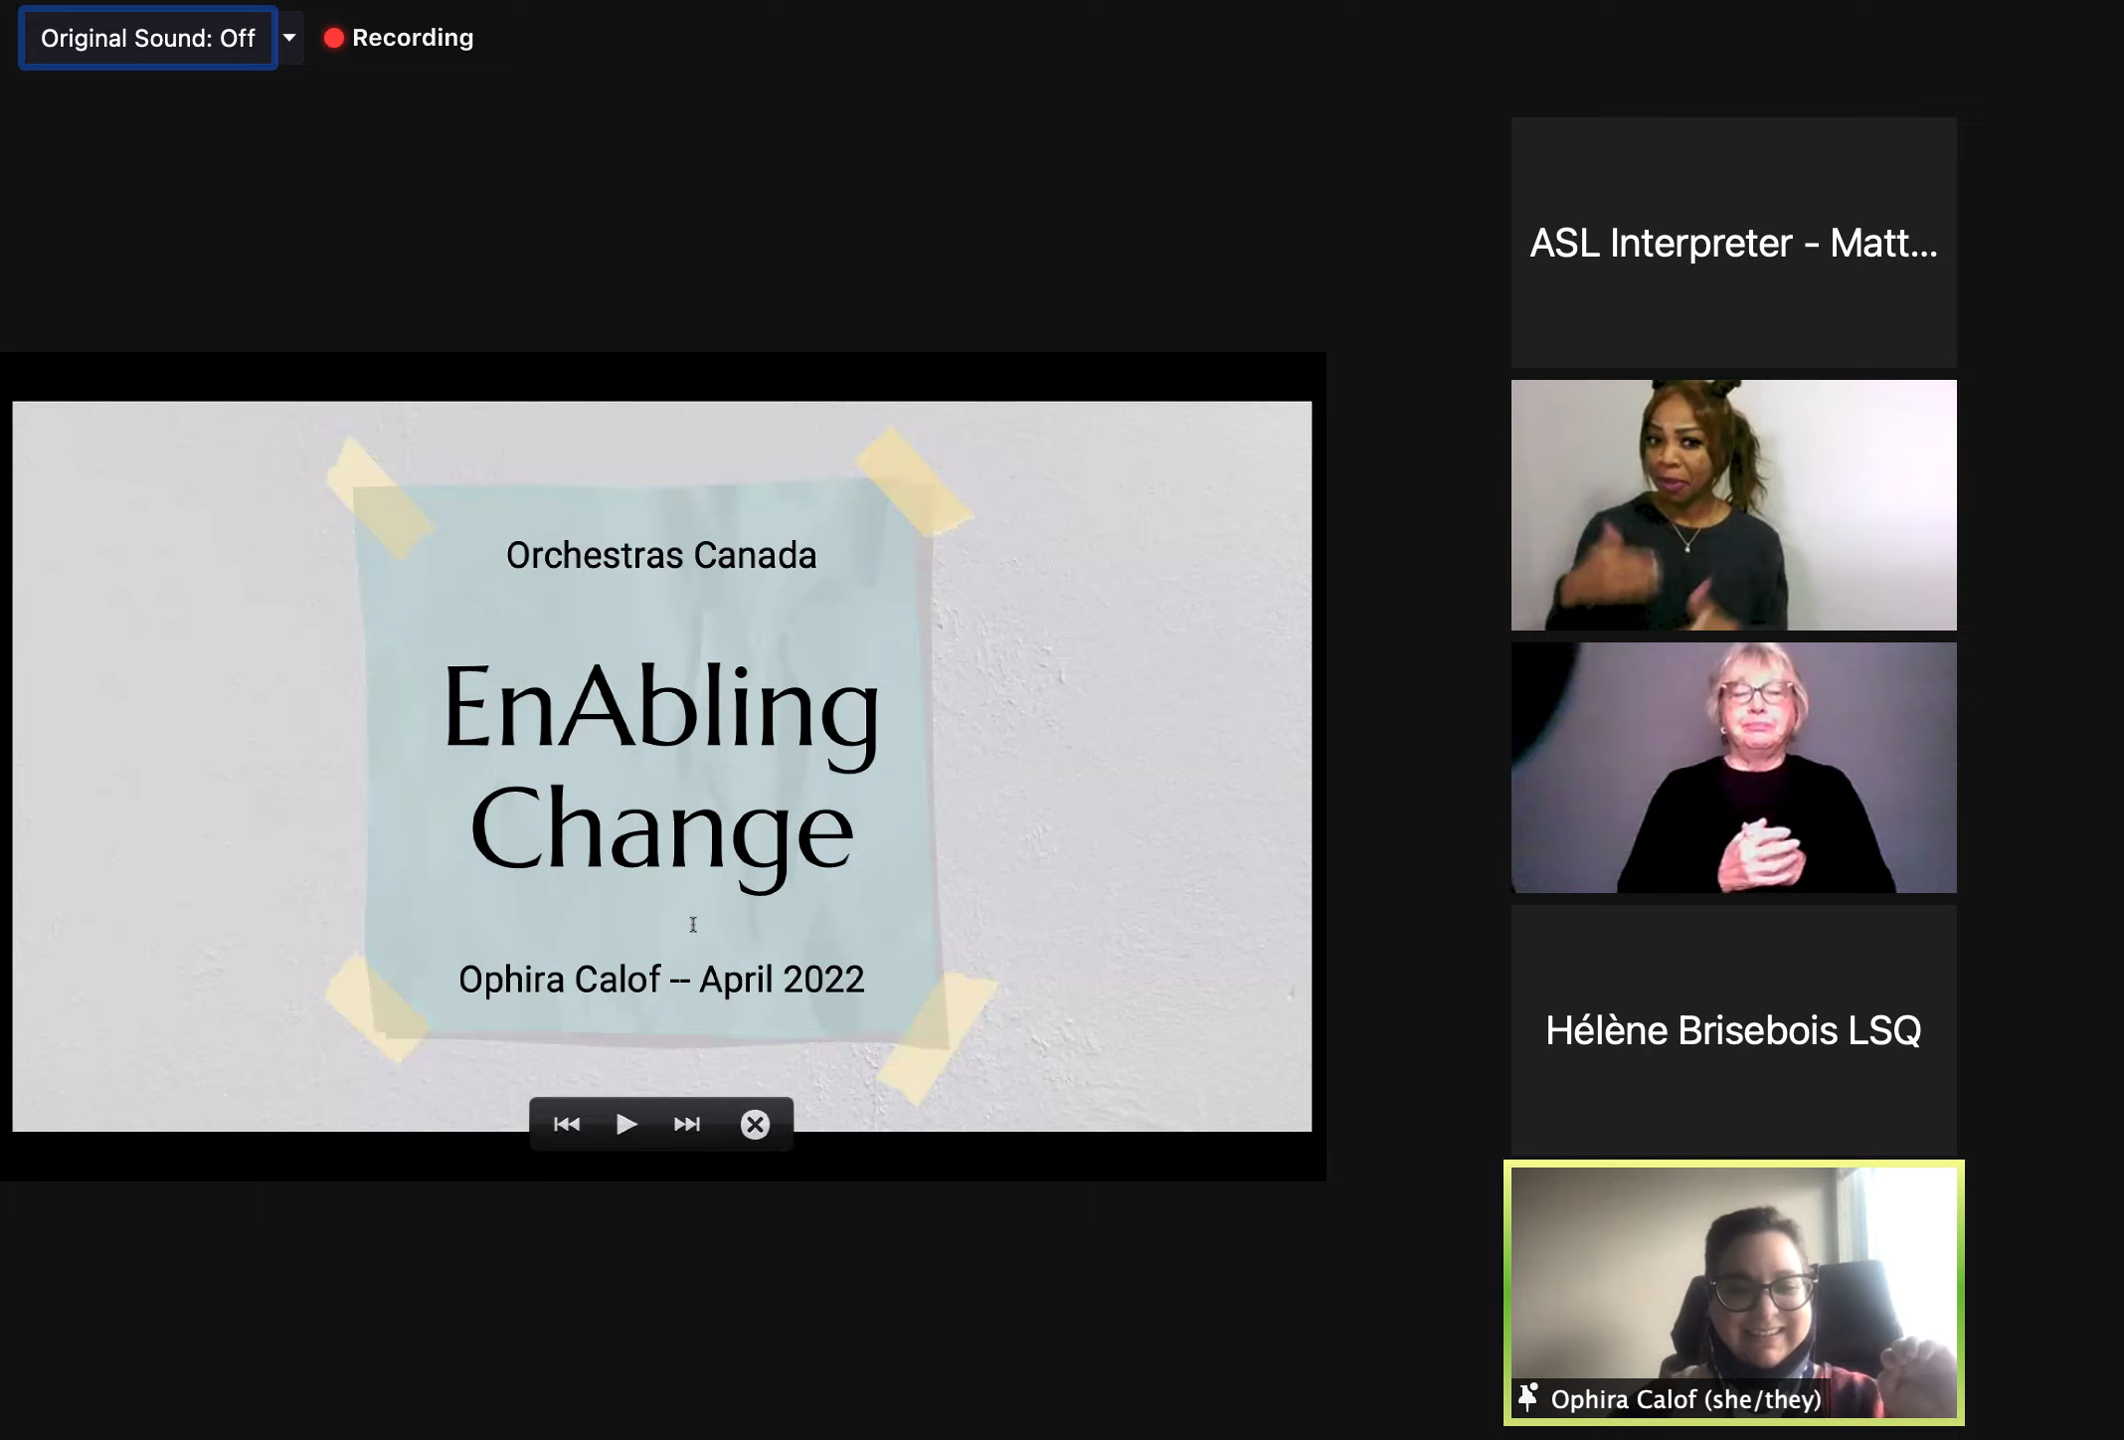 Original Sound: Off
Recording
Orchestras Canada
EnAbling
Change
Ophira Calof -- April 2022
ASL Interpreter - Matt...
Hélène Brisebois LSQ
Ophira Calof (she/they)